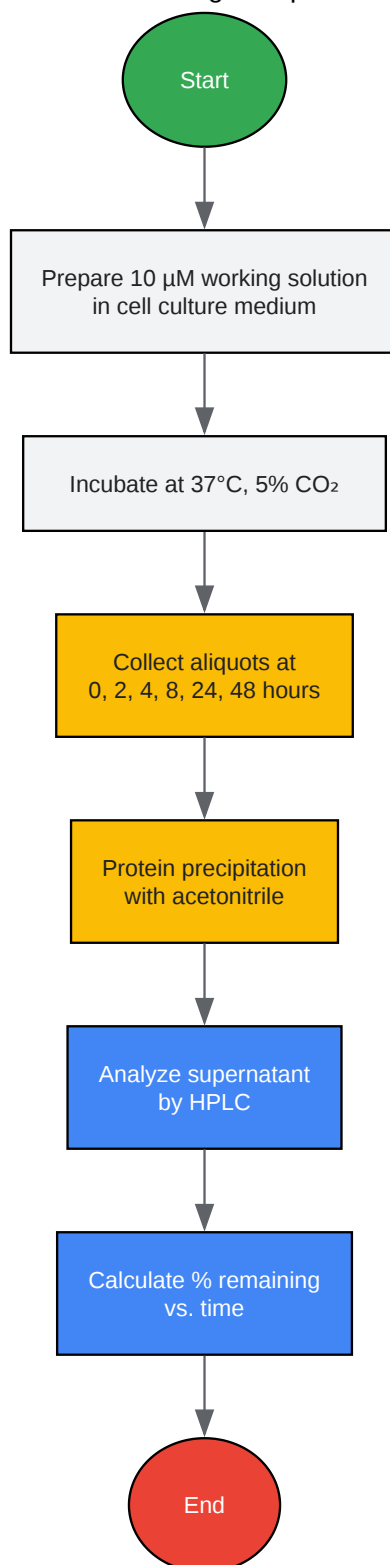 Start
Prepare 10 µM working solution
in cell culture medium
Incubate at 37°C, 5% CO₂
Collect aliquots at
0, 2, 4, 8, 24, 48 hours
Protein precipitation
with acetonitrile
Analyze supernatant
by HPLC
Calculate % remaining
vs. time
End